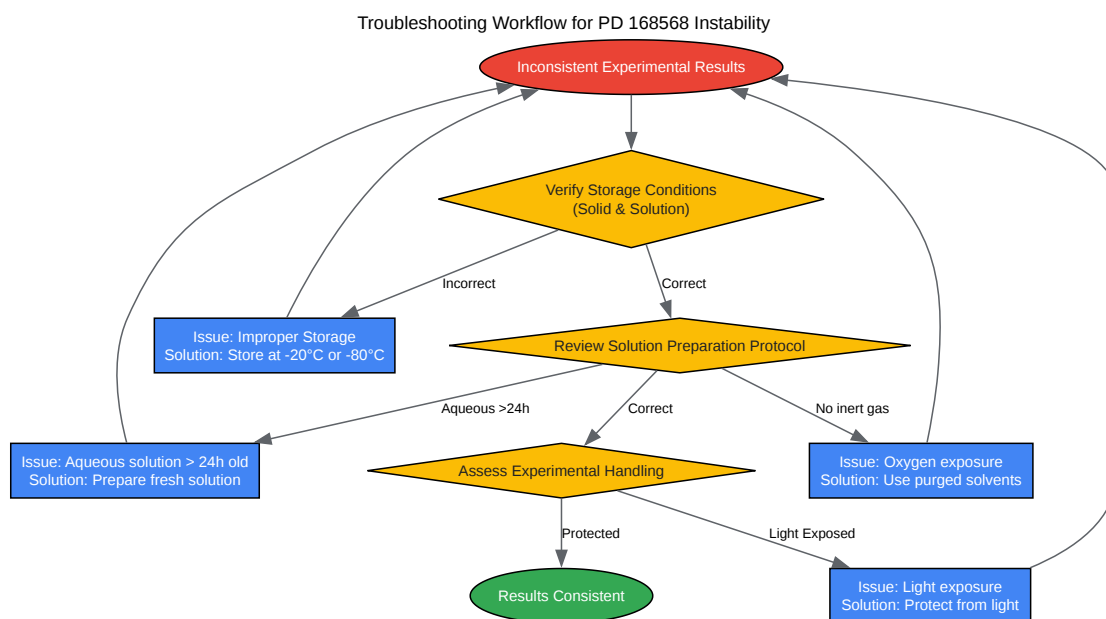 Troubleshooting Workflow for PD 168568 Instability
Inconsistent Experimental Results
Verify Storage Conditions
(Solid & Solution)
Incorrect
Correct
Issue: Improper Storage
Solution: Store at -20°C or -80°C
Review Solution Preparation Protocol
Aqueous >24h
Correct
No inert gas
Issue: Aqueous solution > 24h old
Solution: Prepare fresh solution
Assess Experimental Handling
Issue: Oxygen exposure
Solution: Use purged solvents
Protected
Light Exposed
Results Consistent
Issue: Light exposure
Solution: Protect from light